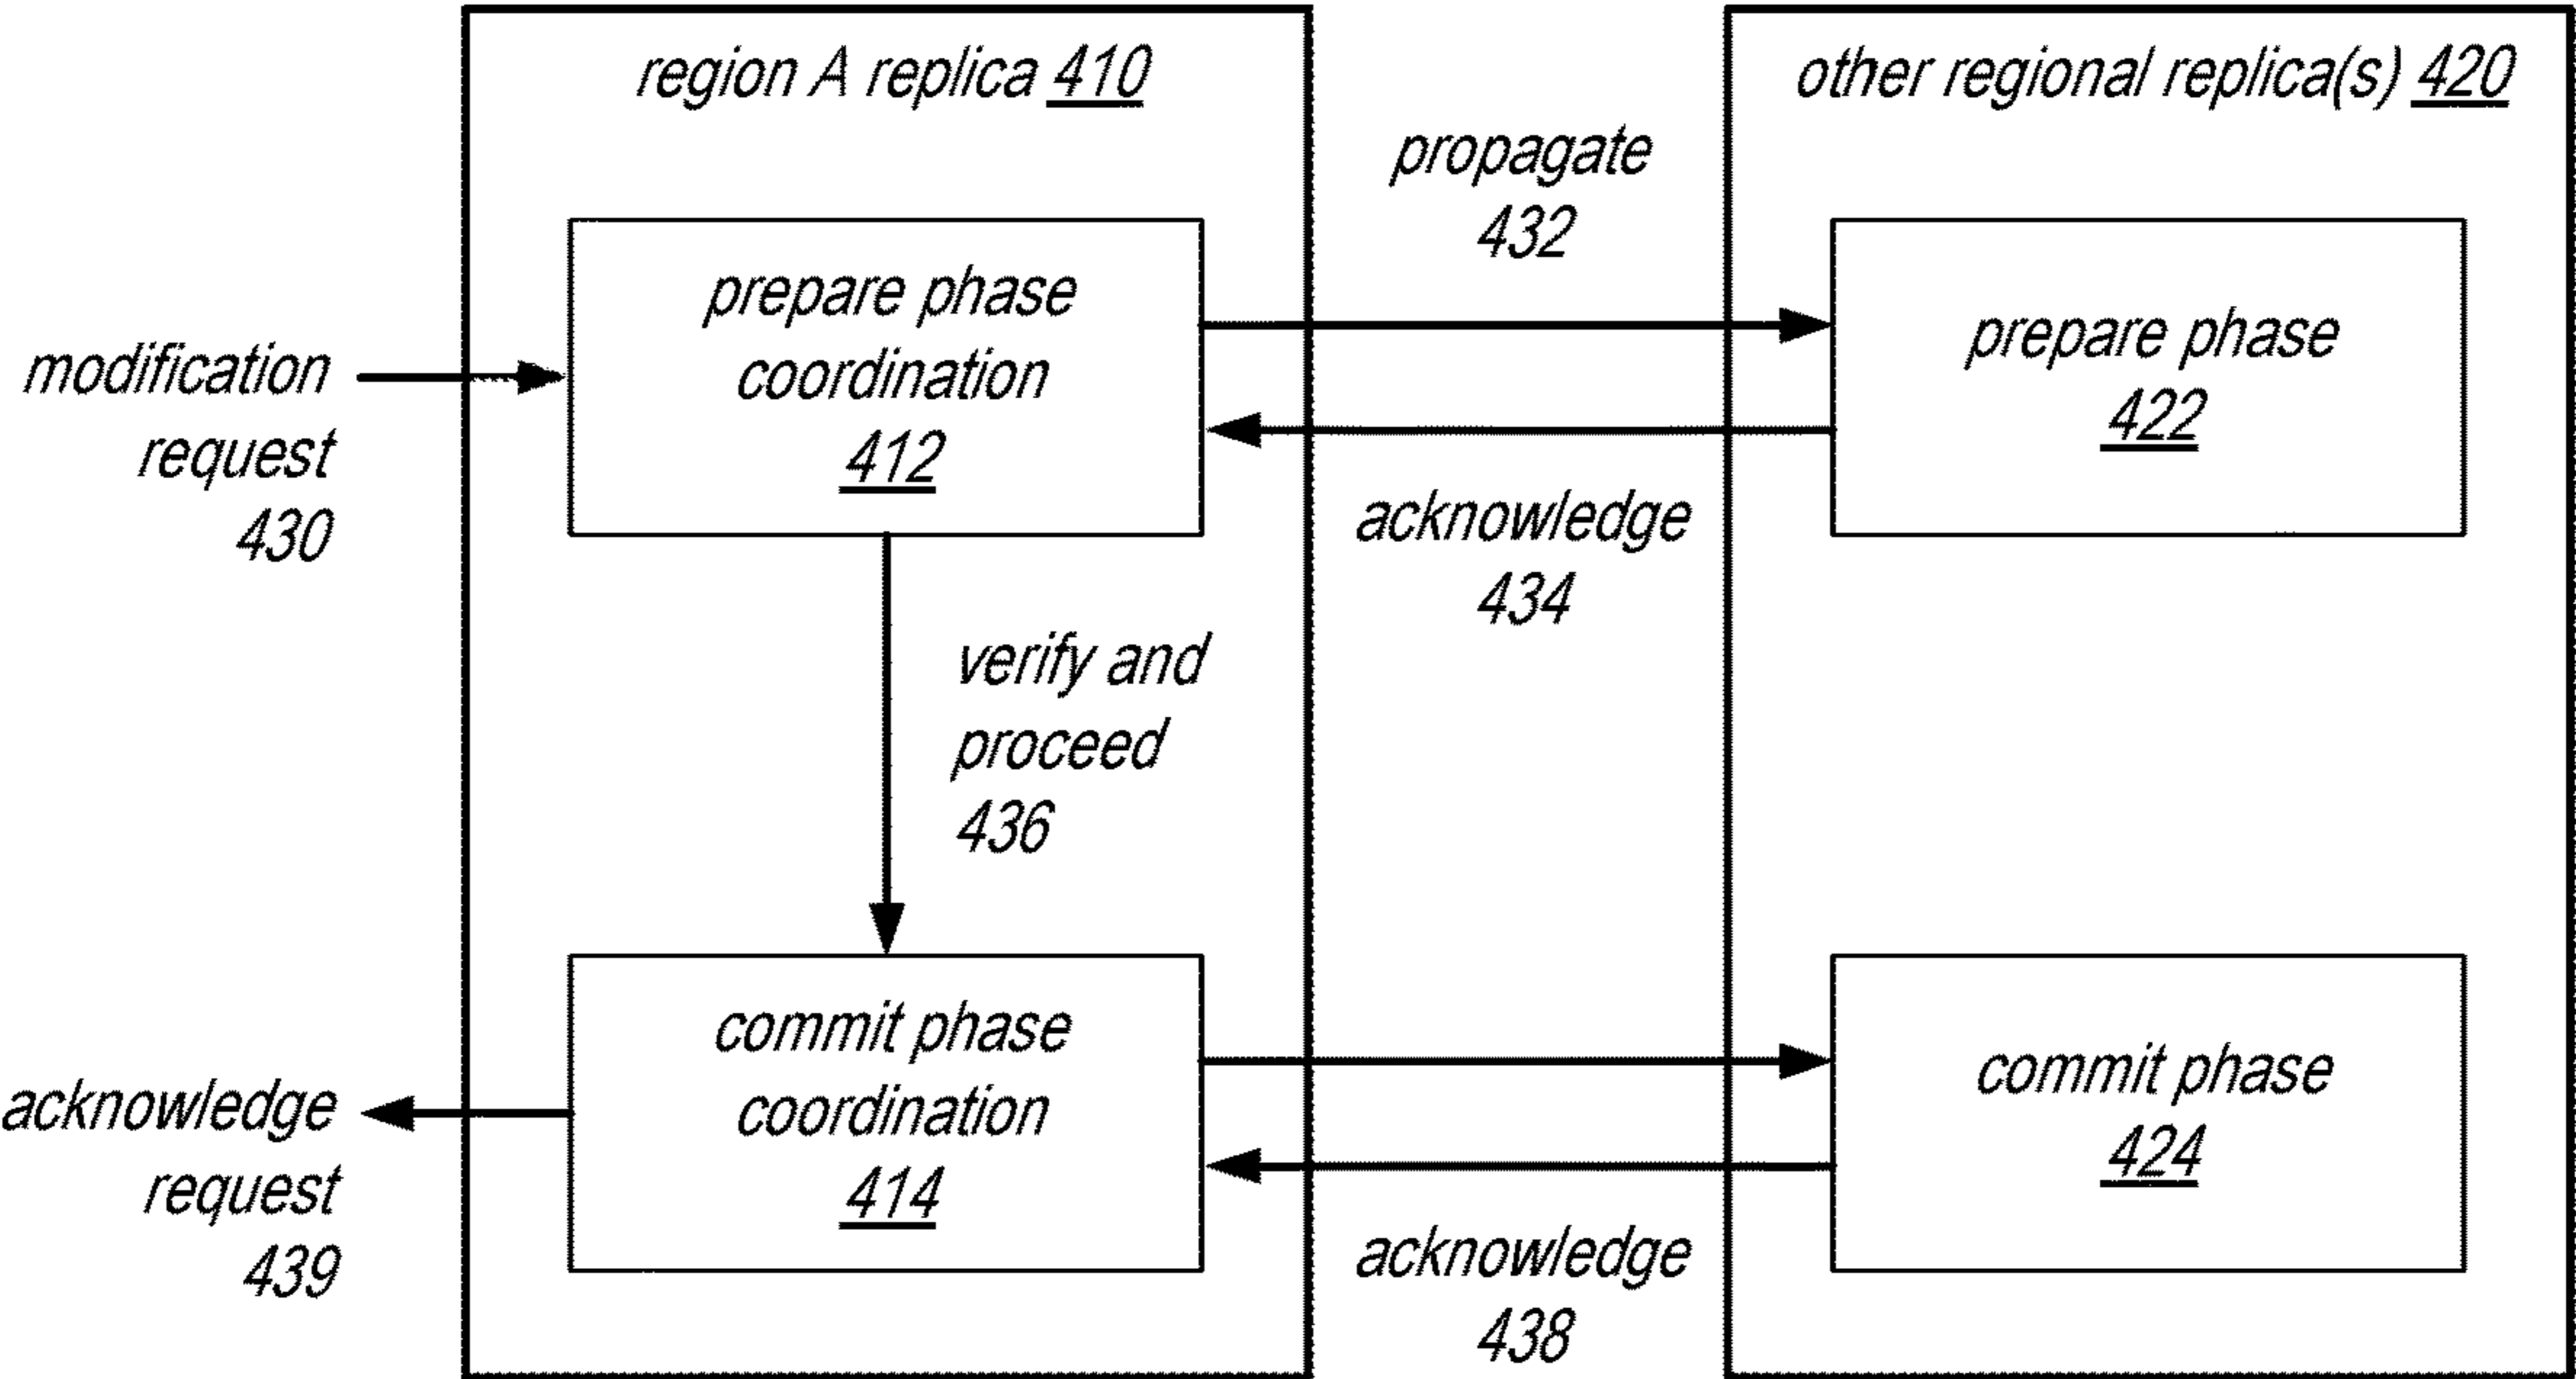 region A replica 410
other regional replica(s) 420
propagate
432
prepare phase
coordination
412
prepare phase
422
modification
request
430
acknowledge
434
verify and
proceed
436
commit phase
coordination
414
commit phase
424
acknowledge
request
439
acknowledge
438